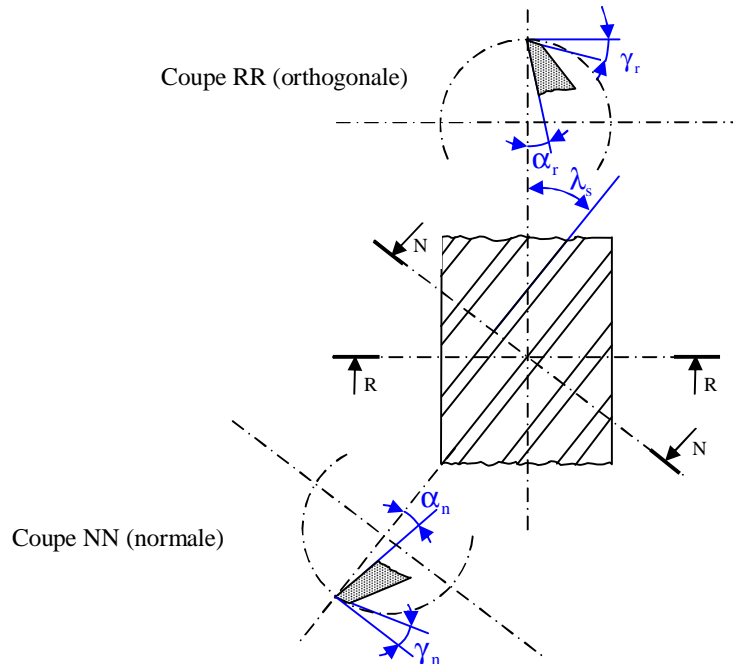 Coupe RR (orthogonale)
γr
αr
λs
N
R
R
N
αn
Coupe NN (normale)
γn